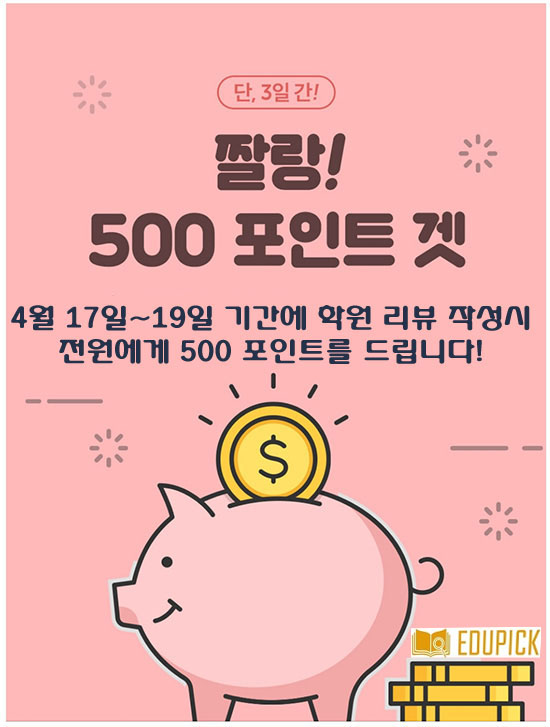 단, 3일 간!
짤랑!
500 포인트 겟
4월 17일~19일 기간에 학원 리뷰 작성시
전원에게 500 포인트를 드립니다!
$
EDUPICK